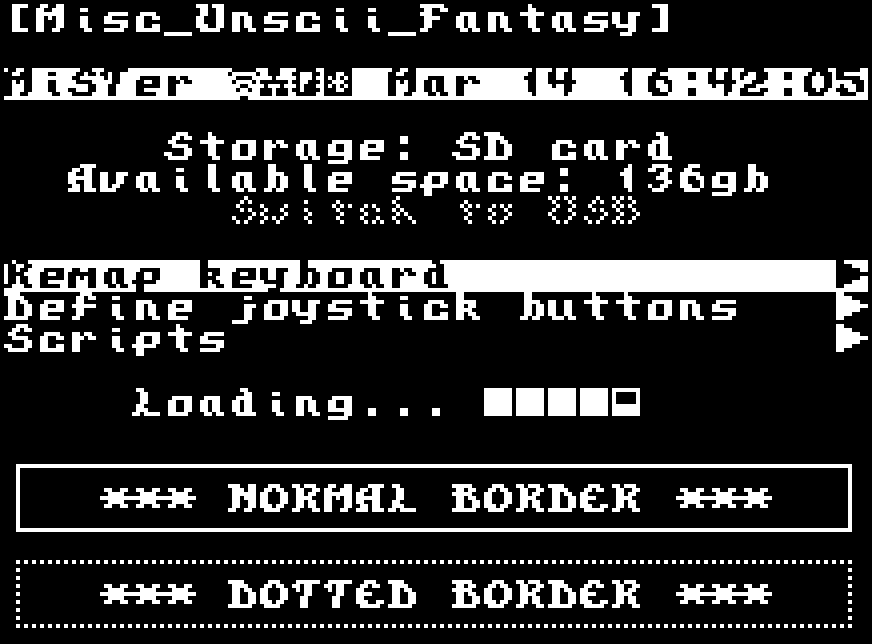 [Misc_Unscii_Fantasy]
MiSTer Mar 14 16:42:05
Storage: SD card
Available space: 136gb
Switch to USB
Remap keyboard
Define joystick buttons
Scripts
Loading...
*** NORMAL BORDER ***
*** DOTTED BORDER ***